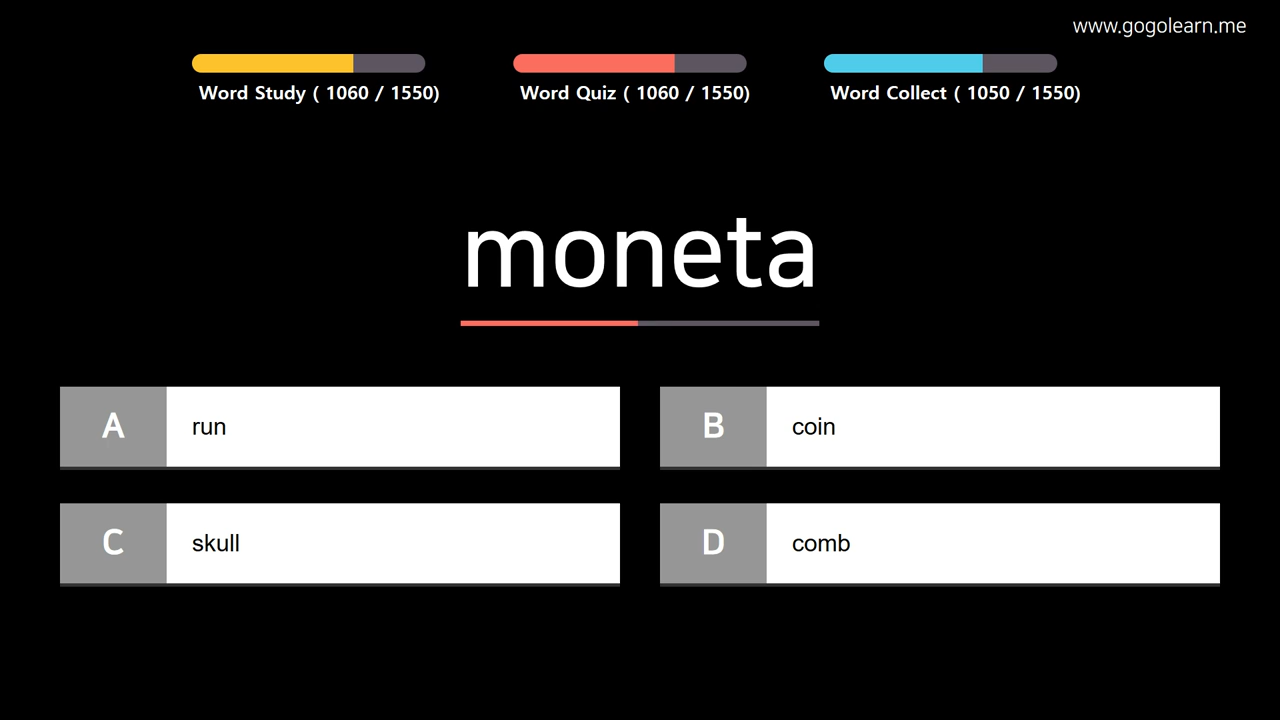 www.gogolearn.me
Word Study ( 1060 / 1550)
Word Quiz ( 1060 / 1550)
Word Collect ( 1050 / 1550)
moneta
A run
B coin
C skull
D comb